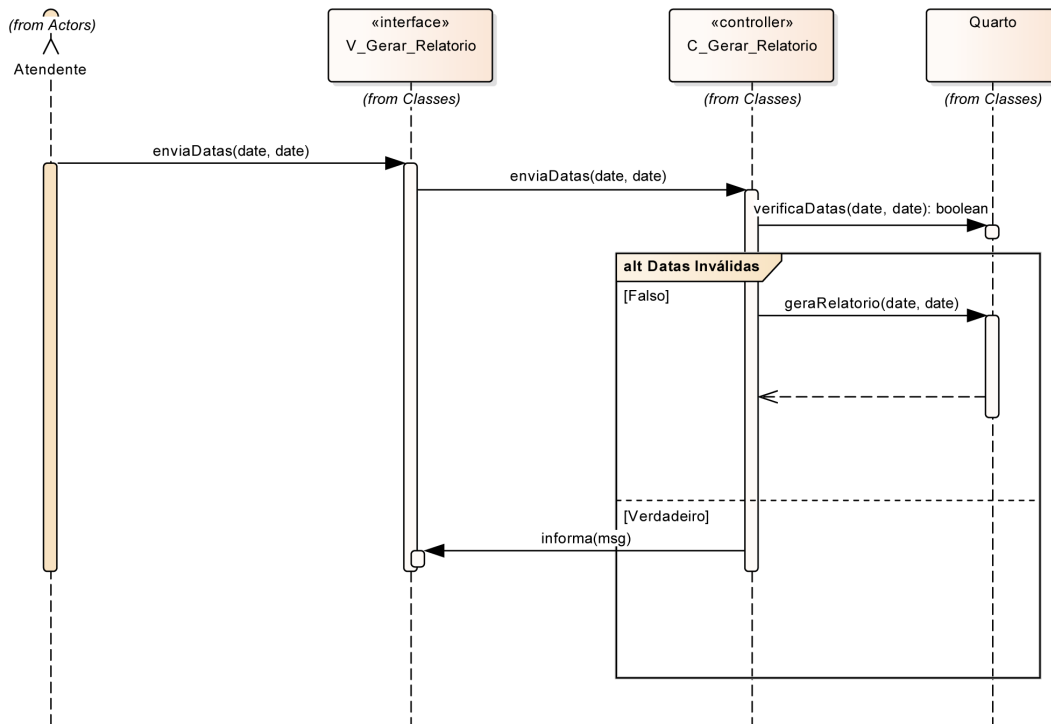 (from Actors)
Atendente
«interface»
V_Gerar_Relatorio
(from Classes)
«controller»
C_Gerar_Relatorio
(from Classes)
Quarto
(from Classes)
enviaDatas(date, date)
enviaDatas(date, date)
verificaDatas(date, date): boolean
alt Datas Inválidas
[Falso]
geraRelatorio(date, date)
[Verdadeiro]
informa(msg)